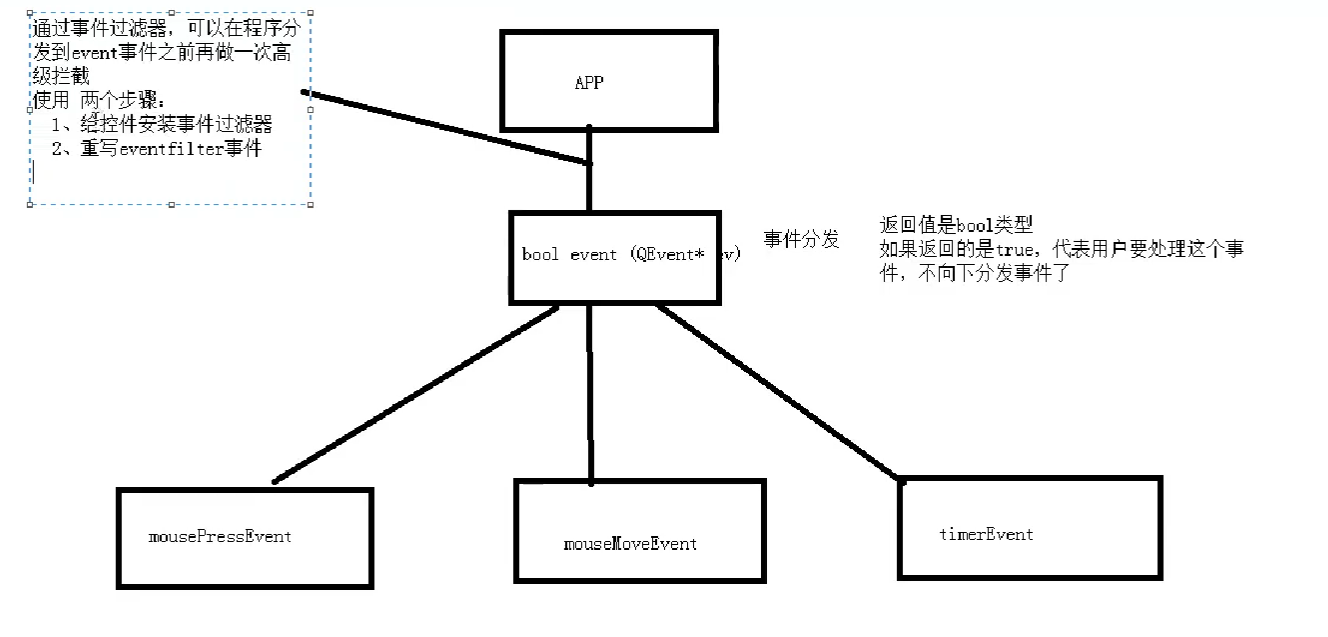 通过事件过滤器，可以在程序分
发到event事件之前再做一次高
级拦截
使用 两个步骤：
1、给控件安装事件过滤器
2、重写eventfilter事件
APP
bool event (QEvent* ev)
事件分发
返回值是bool类型
如果返回的是true，代表用户要处理这个事
件，不向下分发事件了
mousePressEvent
mouseMoveEvent
timerEvent